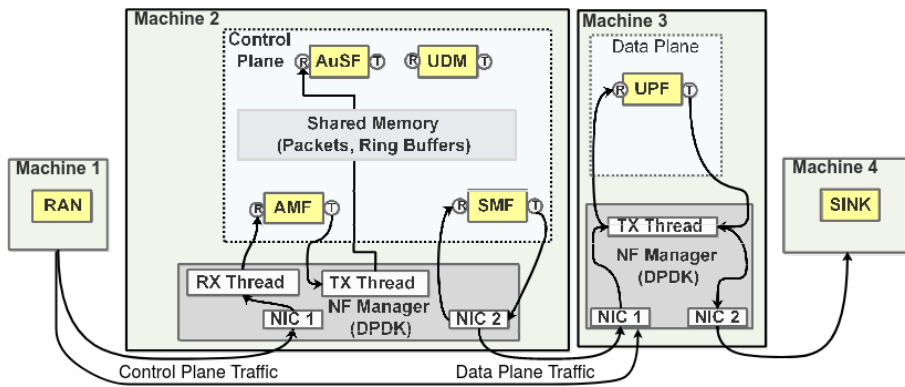 Machine 2
Control
Plane
R AuSF T
R UDM T
Shared Memory
(Packets, Ring Buffers)
R AMF T
R SMF T
RX Thread
TX Thread
NF Manager
(DPDK)
NIC 1
NIC 2
Machine 3
Data Plane
R UPF T
TX Thread
NF Manager
(DPDK)
NIC 1
NIC 2
Machine 1
RAN
Machine 4
SINK
Control Plane Traffic
Data Plane Traffic